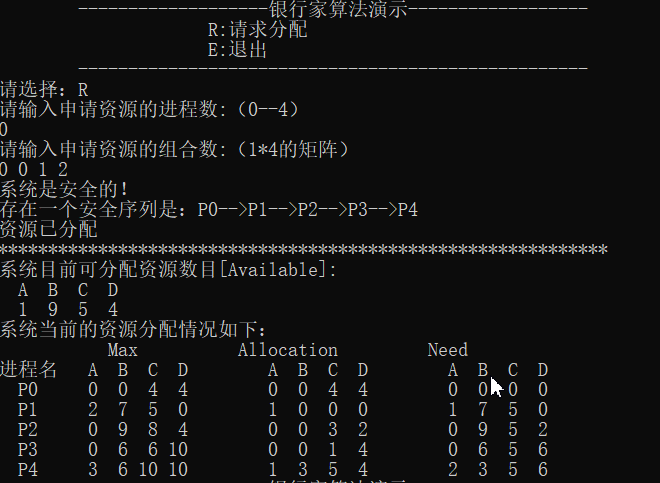 -------------------银行家算法演示------------------
R:请求分配
E:退出
---------------------------------------------------
请选择：R
请输入申请资源的进程数:（0--4）
0
请输入申请资源的组合数:（1*4的矩阵）
0 0 1 2
系统是安全的!
存在一个安全序列是：P0-->P1-->P2-->P3-->P4
资源已分配
*************************************************************
系统目前可分配资源数目[Available]:
A B C D
1 9 5 4
系统当前的资源分配情况如下：
Max Allocation Need
进程名 A B C D A B C D A B C D
P0 0 0 4 4 0 0 4 4 0 0 0 0
P1 2 7 5 0 1 0 0 0 1 7 5 0
P2 0 9 8 4 0 0 3 2 0 9 5 2
P3 0 6 6 10 0 0 1 4 0 6 5 6
P4 3 6 10 10 1 3 5 4 2 3 5 6